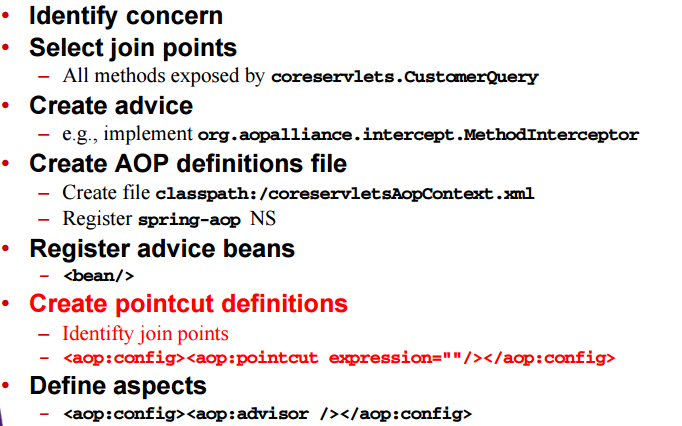 • Identify concern
• Select join points
– All methods exposed by coreservlets.CustomerQuery
• Create advice
– e.g., implement org.aopalliance.intercept.MethodInterceptor
• Create AOP definitions file
– Create file classpath:/coreservletsAopContext.xml
– Register spring-aop NS
• Register advice beans
– <bean/>
• Create pointcut definitions
– Identifty join points
– <aop:config><aop:pointcut expression=""/></aop:config>
• Define aspects
– <aop:config><aop:advisor /></aop:config>